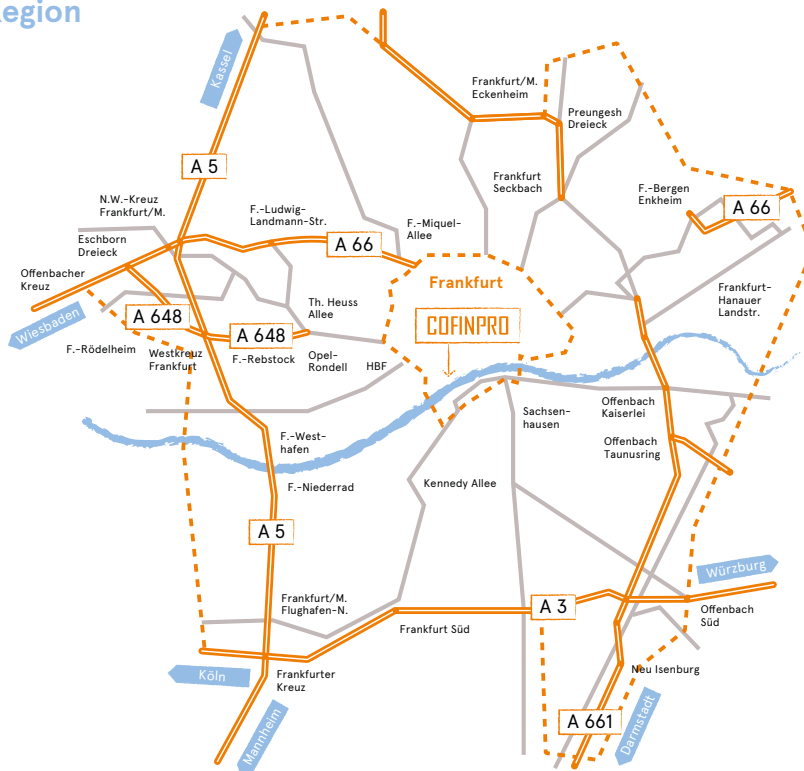 Region
Kassel
Frankfurt/M.
Eckenheim
Preungesh
Dreieck
A 5
Frankfurt
Seckbach
N.W.-Kreuz
Frankfurt/M.
F.-Ludwig-
Landmann-Str.
F.-Miquel-
Allee
F.-Bergen
Enkheim
A 66
A 66
Eschborn
Dreieck
Offenbacher
Kreuz
Frankfurt
Frankfurt-
Hanauer
Landstr.
Th. Heuss
Allee
A 648
A 648
COFINPRO
Wiesbaden
F.-Rödelheim
Westkreuz
Frankfurt
F.-Rebstock
Opel-
Rondell
HBF
Sachsen-
hausen
Offenbach
Kaiserlei
Offenbach
Taunusring
F.-West-
hafen
F.-Niederrad
Kennedy Allee
A 5
Würzburg
Frankfurt/M.
Flughafen-N.
A 3
Offenbach
Süd
Frankfurt Süd
Köln
Frankfurter
Kreuz
Neu Isenburg
Mannheim
A 661
Darmstadt